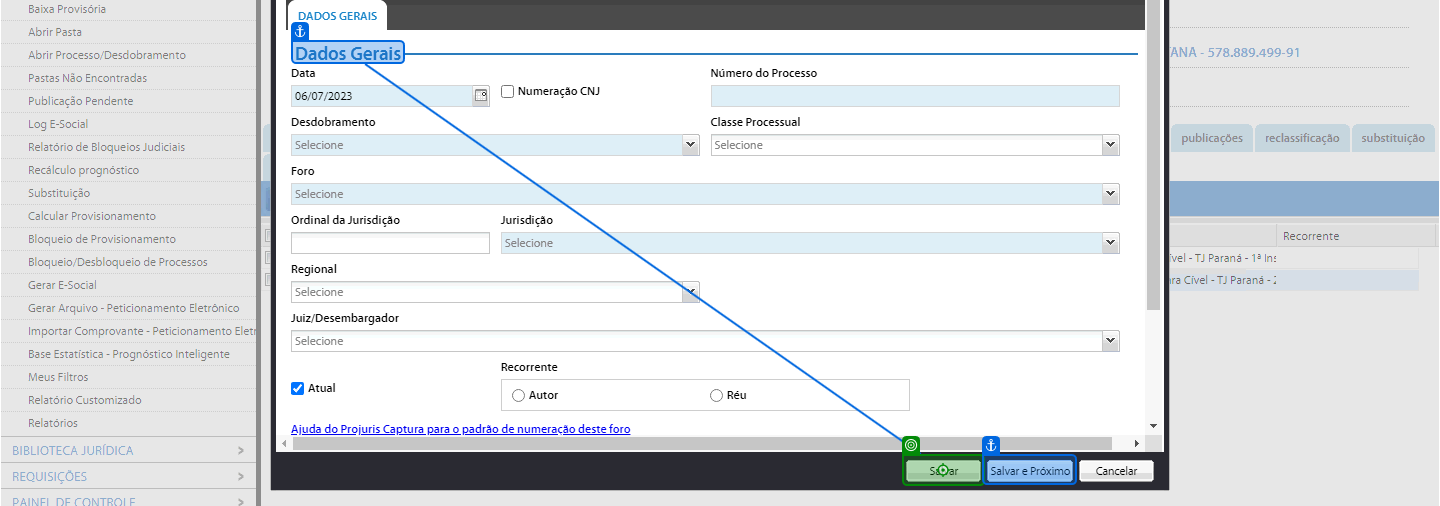 Baixa Provisória
Abrir Pasta
Abrir Processo/Desdobramento
Pastas Não Encontradas
Publicação Pendente
Log E-Social
Relatório de Bloqueios Judiciais
Recálculo prognóstico
Substituição
Calcular Provisionamento
Bloqueio de Provisionamento
Bloqueio/Desbloqueio de Processos
Gerar E-Social
Gerar Arquivo - Peticionamento Eletrônico
Importar Comprovante - Peticionamento Eletr
Base Estatística - Prognóstico Inteligente
Meus Filtros
Relatório Customizado
Relatórios
BIBLIOTECA JURÍDICA >
REQUISIÇÕES >
PAINEL DE CONTROLE
DADOS GERAIS
Dados Gerais
Data
06/07/2023
Numeração CNJ
Número do Processo
Desdobramento
Selecione
Classe Processual
Selecione
Foro
Selecione
Ordinal da Jurisdição
Jurisdição
Selecione
Regional
Selecione
Juiz/Desembargador
Selecione
Atual
Recorrente
Autor
Réu
Ajuda do Projuris Captura para o padrão de numeração deste foro
Salvar
Salvar e Próximo
Cancelar
TANA - 578.889.499-91
publicações
reclassificação
substituição
Recorrente
ível - TJ Paraná - 1ª Ins
ra Cível - TJ Paraná - 2